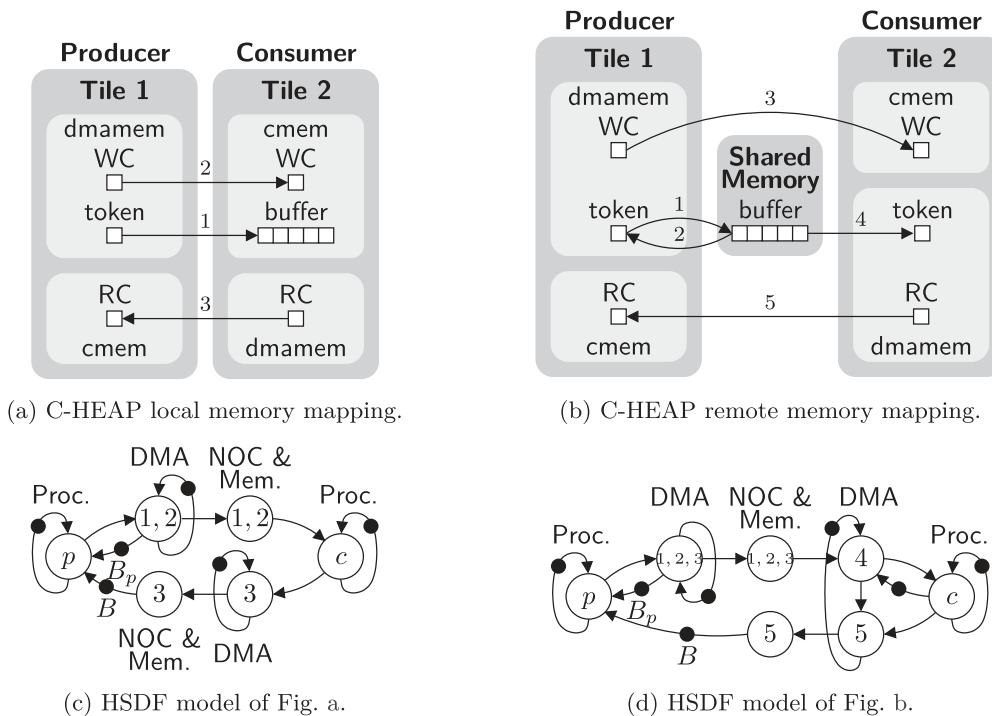 Producer
Consumer
Tile 1
Tile 2
dmamem
cmem
WC
WC
2
token
buffer
1
RC
RC
3
cmem
dmamem
(a) C-HEAP local memory mapping.
Producer
Consumer
Tile 1
Tile 2
dmamem
cmem
3
WC
WC
Shared
Memory
token
1
buffer
token
2
4
RC
RC
5
cmem
dmamem
(b) C-HEAP remote memory mapping.
DMA
NOC &
Mem.
Proc.
Proc.
1, 2
1, 2
p
c
Bp
B
3
3
NOC &
Mem.
DMA
(c) HSDF model of Fig. a.
DMA
NOC &
Mem.
DMA
Proc.
Proc.
1, 2, 3
1, 2, 3
4
p
c
Bp
B
5
5
(d) HSDF model of Fig. b.